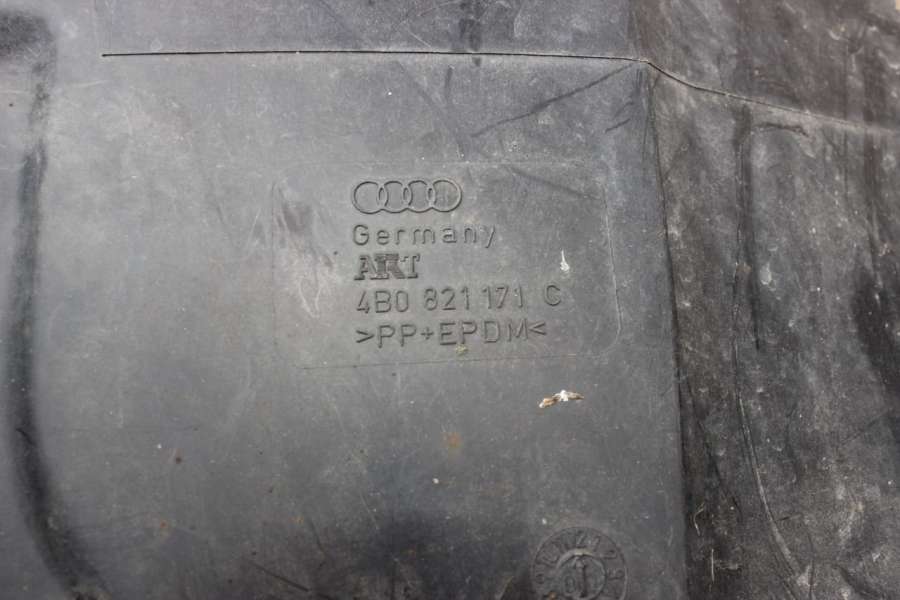 Germany
ART
4B0 821 171 C
>PP+EPDM<